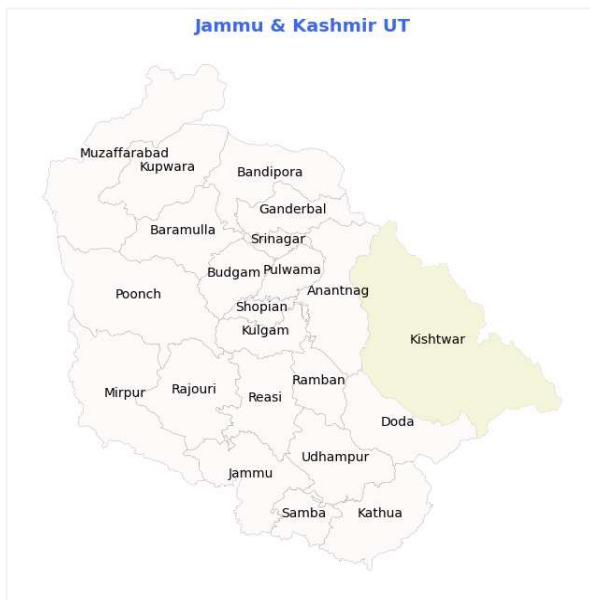 Jammu & Kashmir UT
Muzaffarabad
Kupwara
Bandipora
Ganderbal
Baramulla
Srinagar
Budgam
Pulwama
Anantnag
Poonch
Shopian
Kulgam
Kishtwar
Mirpur
Rajouri
Reasi
Ramban
Doda
Udhampur
Jammu
Samba
Kathua